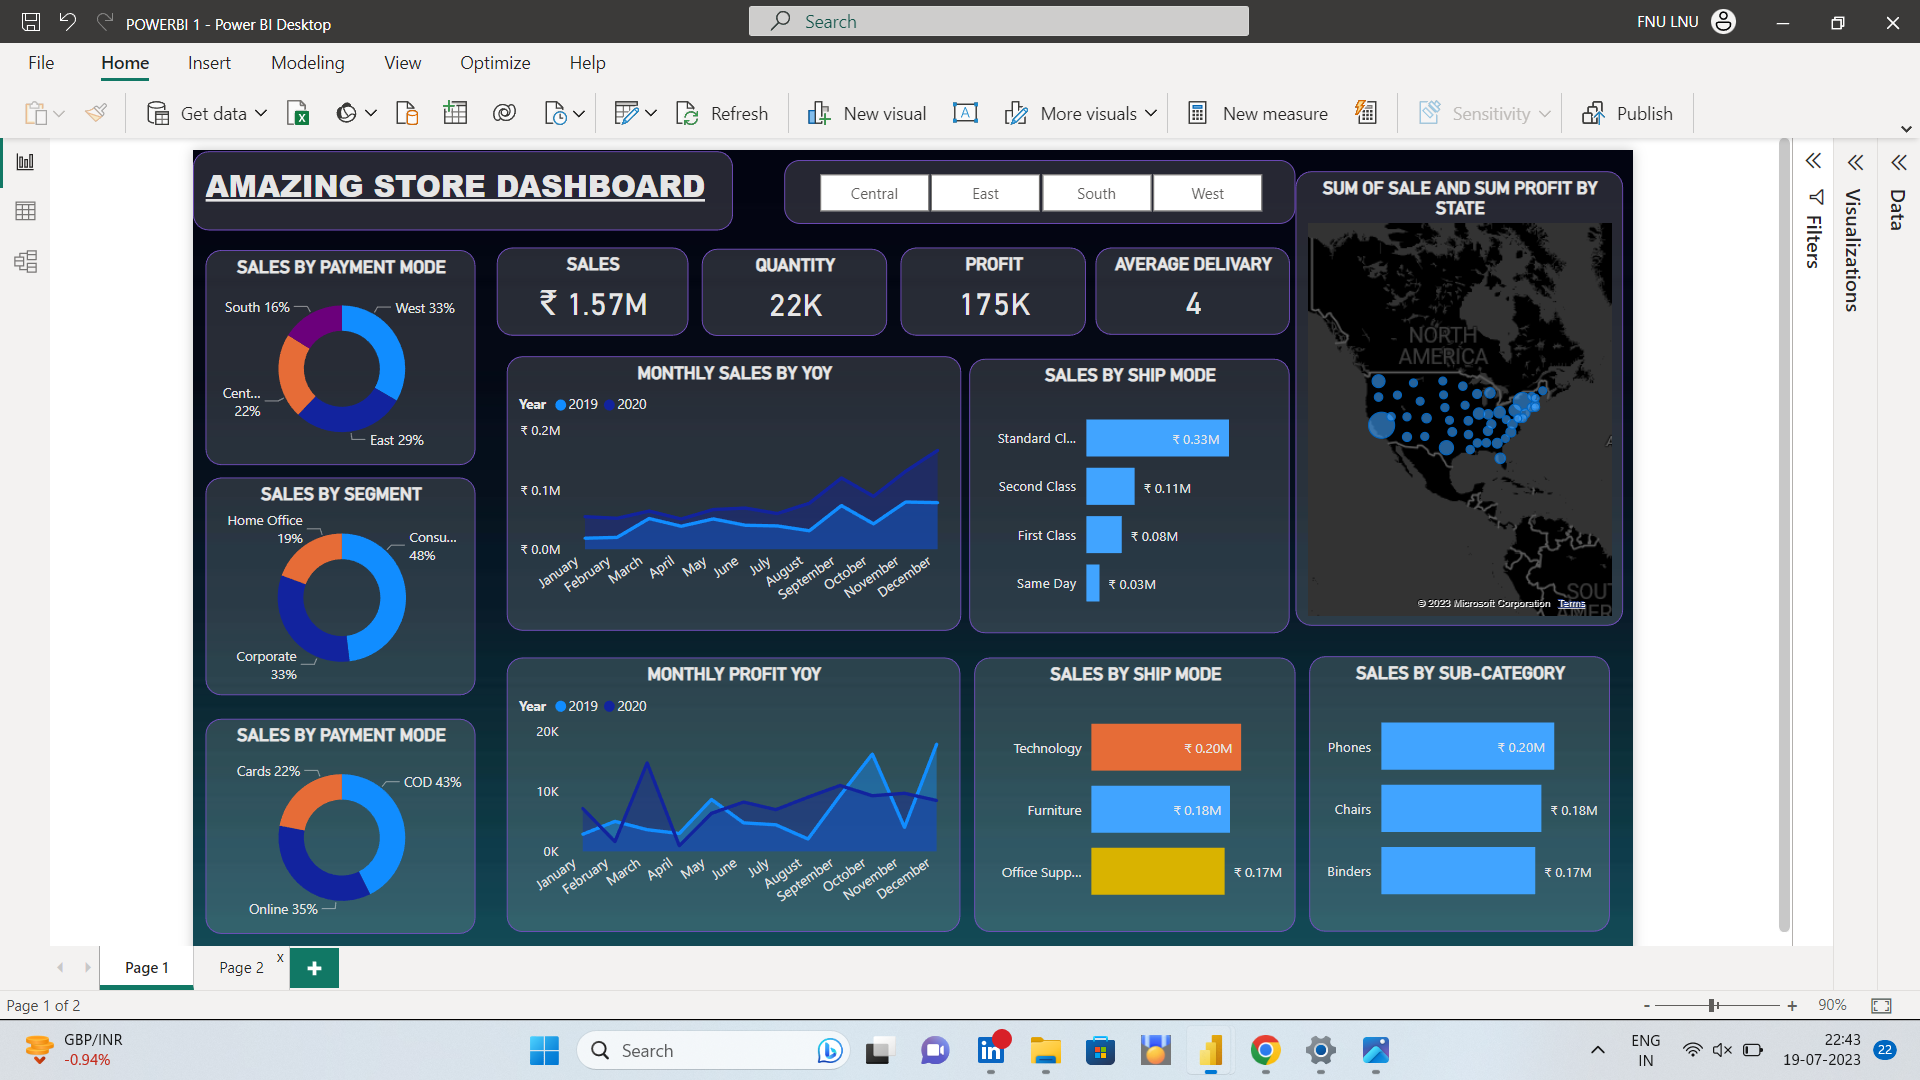 POWERBI 1 - Power BI Desktop
Search
FNU LNU
File
Home
Insert
Modeling
View
Optimize
Help
Get data
Refresh
New visual
More visuals
New measure
Sensitivity
Publish
AMAZING STORE DASHBOARD
Central
East
South
West
SUM OF SALE AND SUM PROFIT BY
STATE
NORTH
AMERICA
SOUT
AMER
© 2023 Microsoft Corporation Terms
Filters
Visualizations
Data
SALES BY PAYMENT MODE
South 16%
West 33%
Cent...
22%
East 29%
SALES
₹ 1.57M
QUANTITY
22K
PROFIT
175K
AVERAGE DELIVARY
4
MONTHLY SALES BY YOY
Year 2019 2020
₹ 0.2M
₹ 0.1M
₹ 0.0M
January
February
March
April
May
June
July
August
September
October
November
December
SALES BY SHIP MODE
Standard Cl...
₹ 0.33M
Second Class
₹ 0.11M
First Class
₹ 0.08M
Same Day
₹ 0.03M
SALES BY SEGMENT
Home Office
19%
Consu...
48%
Corporate
33%
SALES BY PAYMENT MODE
Cards 22%
COD 43%
Online 35%
MONTHLY PROFIT YOY
Year 2019 2020
20K
10K
0K
January
February
March
April
May
June
July
August
September
October
November
December
SALES BY SHIP MODE
Technology
₹ 0.20M
Furniture
₹ 0.18M
Office Supp...
₹ 0.17M
SALES BY SUB-CATEGORY
Phones
₹ 0.20M
Chairs
₹ 0.18M
Binders
₹ 0.17M
Page 1
Page 2
x
+
Page 1 of 2
- + 90%
GBP/INR
-0.94%
Search
ENG
IN
22:43
19-07-2023
22